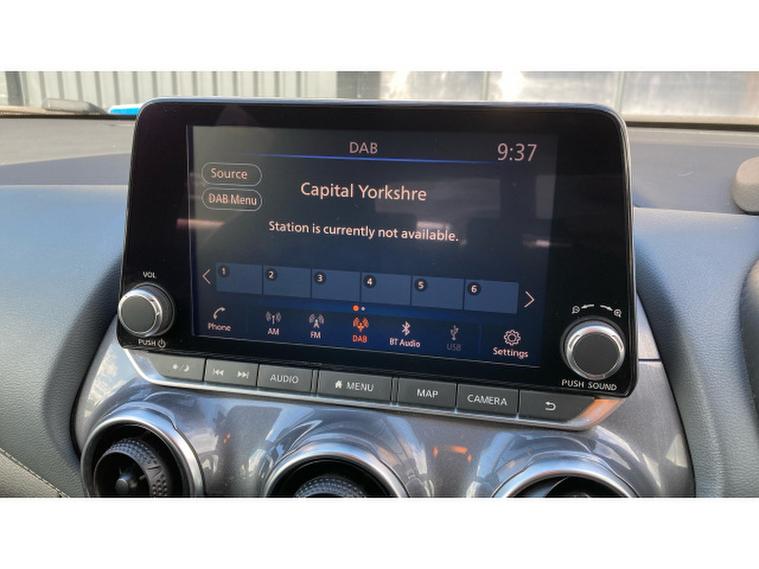 DAB
9:37
Source
DAB Menu
Capital Yorkshre
Station is currently not available.
1 2 3 4 5 6
Phone AM FM DAB BT Audio USB Settings
VOL
PUSH
PUSH SOUND
AUDIO MENU MAP CAMERA